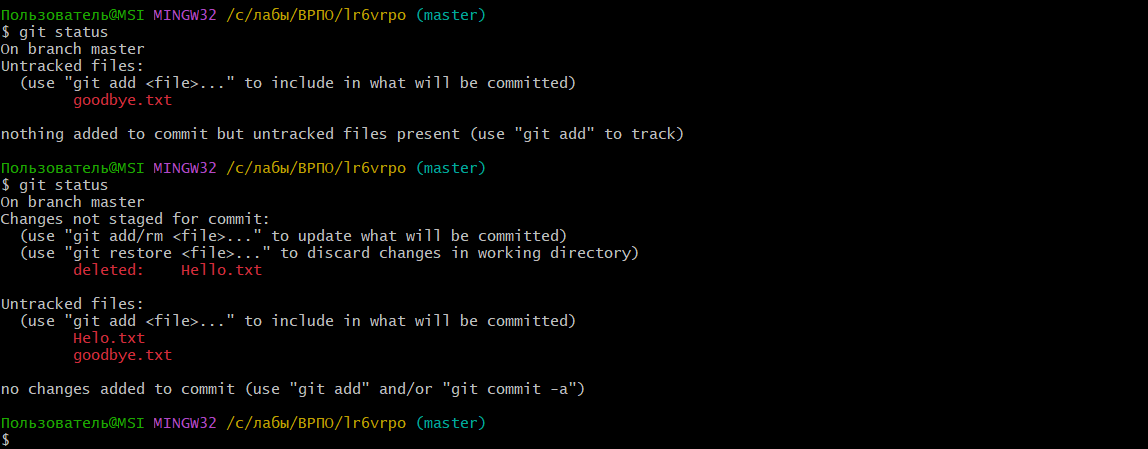 Пользователь@MSI MINGW32 /c/лабы/ВРПО/lr6vrpo (master)
$ git status
On branch master
Untracked files:
  (use "git add <file>..." to include in what will be committed)
        goodbye.txt

nothing added to commit but untracked files present (use "git add" to track)

Пользователь@MSI MINGW32 /c/лабы/ВРПО/lr6vrpo (master)
$ git status
On branch master
Changes not staged for commit:
  (use "git add/rm <file>..." to update what will be committed)
  (use "git restore <file>..." to discard changes in working directory)
        deleted:    Hello.txt

Untracked files:
  (use "git add <file>..." to include in what will be committed)
        Helo.txt
        goodbye.txt

no changes added to commit (use "git add" and/or "git commit -a")

Пользователь@MSI MINGW32 /c/лабы/ВРПО/lr6vrpo (master)
$